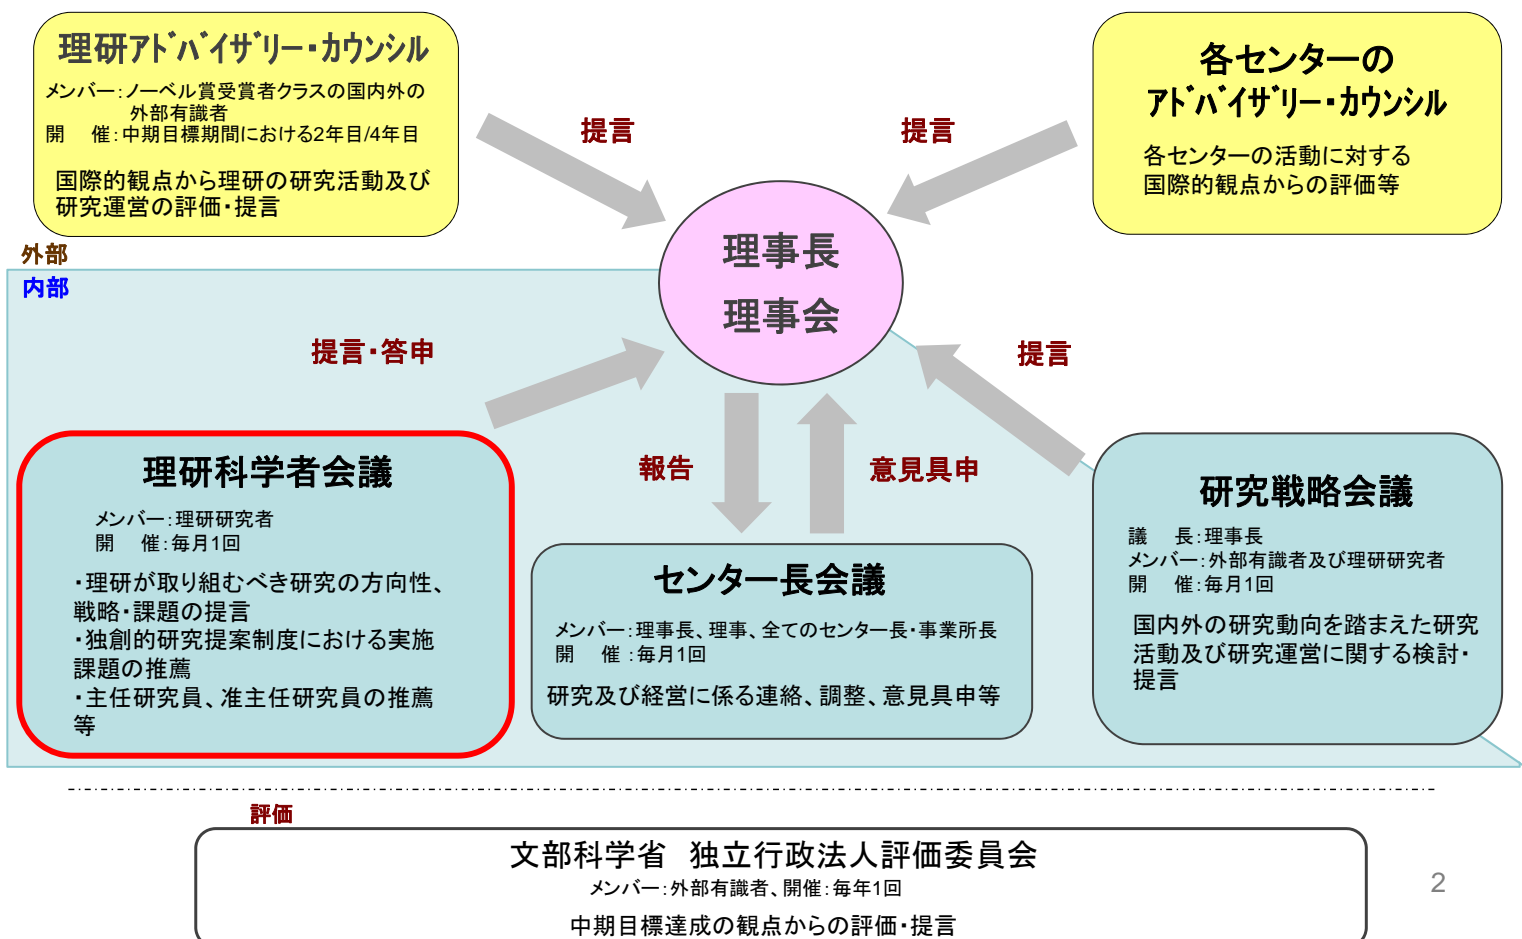 理研ｱﾄﾞﾊﾞｲｻﾞﾘｰ・ｶｳﾝｼﾙ
メンバー：ノーベル賞受賞者クラスの国内外の
外部有識者
開　催：中期目標期間における2年目/4年目
国際的観点から理研の研究活動及び
研究運営の評価・提言
各センターの
ｱﾄﾞﾊﾞｲｻﾞﾘｰ・ｶｳﾝｼﾙ
各センターの活動に対する
国際的観点からの評価等
提言
提言
外部
内部
理事長
理事会
提言・答申
提言
報告
意見具申
理研科学者会議
メンバー：理研研究者
開　催：毎月1回
・理研が取り組むべき研究の方向性、
戦略・課題の提言
・独創的研究提案制度における実施
課題の推薦
・主任研究員、准主任研究員の推薦
等
センター長会議
メンバー：理事長、理事、全てのセンター長・事業所長
開　催：毎月1回
研究及び経営に係る連絡、調整、意見具申等
研究戦略会議
議　長：理事長
メンバー：外部有識者及び理研研究者
開　催：毎月1回
国内外の研究動向を踏まえた研究
活動及び研究運営に関する検討・
提言
評価
文部科学省　独立行政法人評価委員会
メンバー：外部有識者、開催：毎年1回
中期目標達成の観点からの評価・提言
2